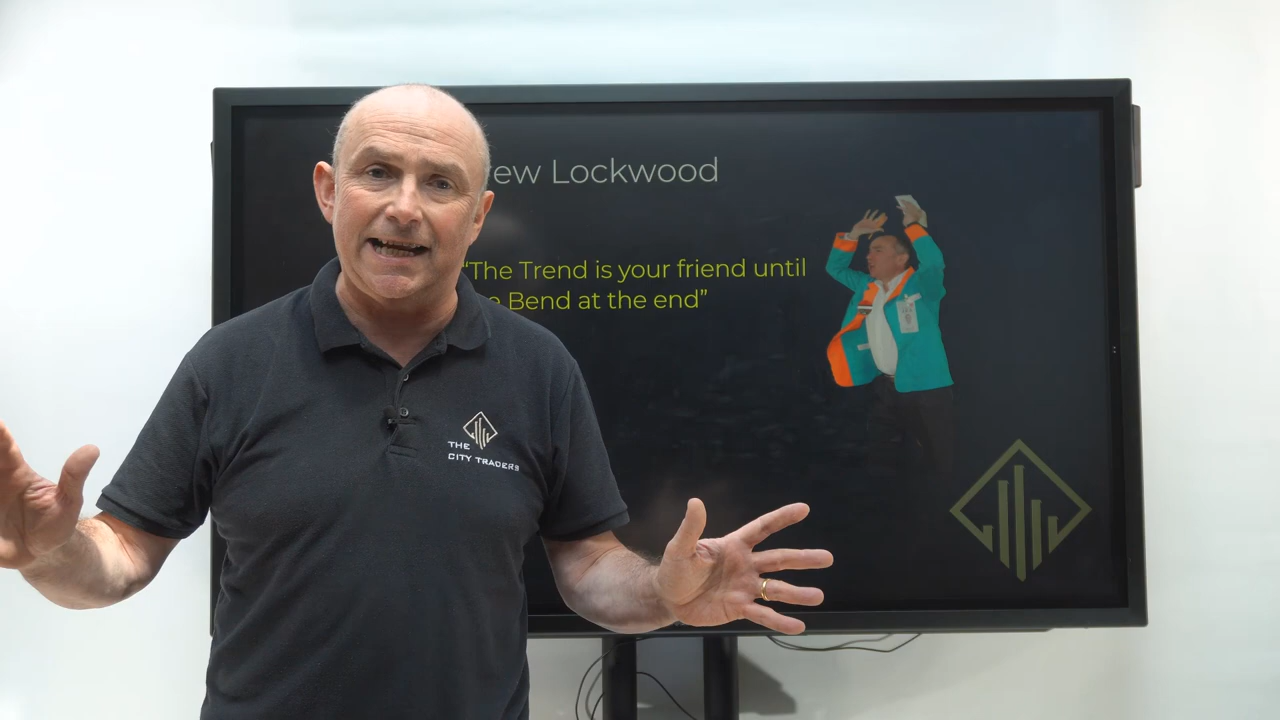 ew Lockwood
“The Trend is your friend until
Bend at the end”
THE
CITY TRADERS